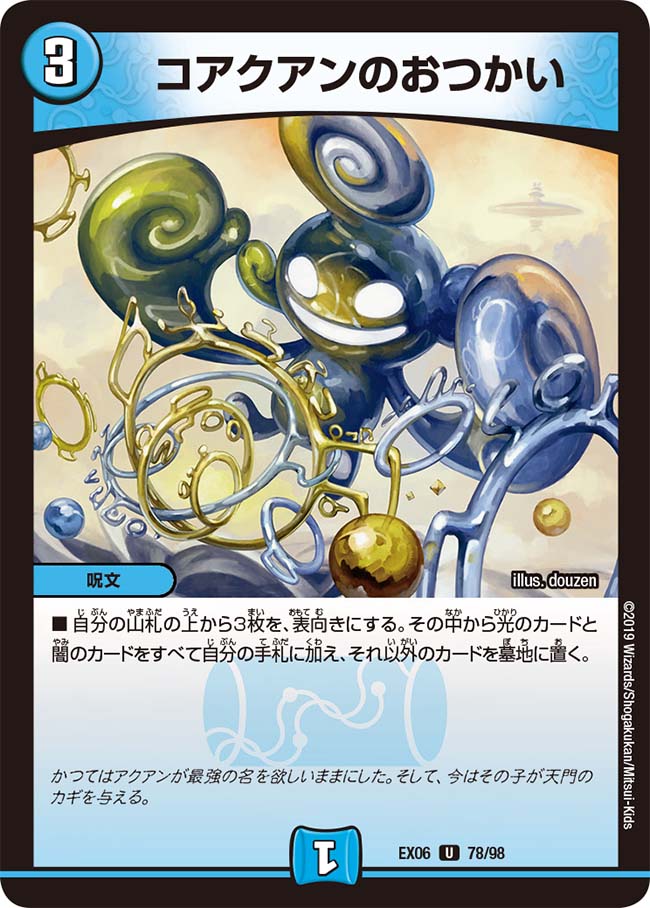 3
コアクアンのおつかい
呪文
illus. douzen
■ 自分の山札の上から3枚を、表向きにする。その中から光のカードと
闇のカードをすべて自分の手札に加え、それ以外のカードを墓地に置く。
かつてはアクアンが最強の名を欲しいままにした。そして、今はその子が天門の
カギを与える。
1
EX06 U 78/98
©2019 Wizards/Shogakukan/Mitsui-Kids